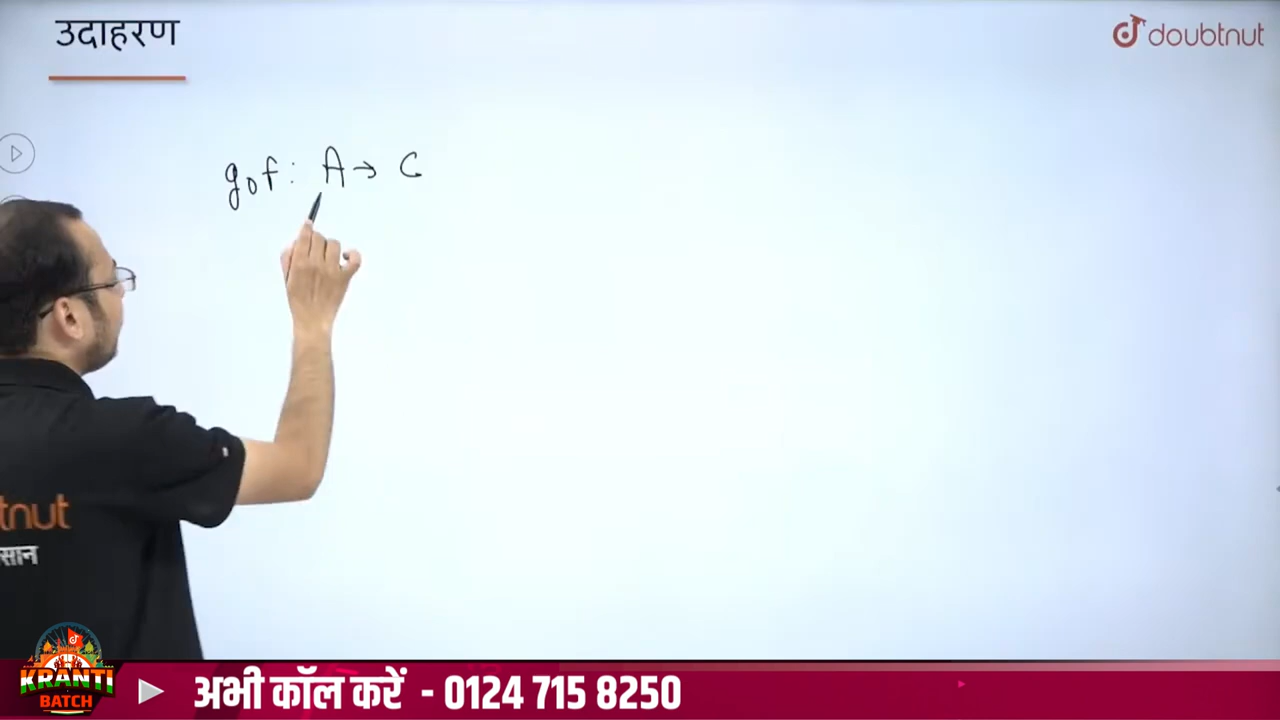 उदाहरण
doubtnut
gof: A → C
tnut
सान
KRANTI
BATCH
अभी कॉल करें - 0124 715 8250